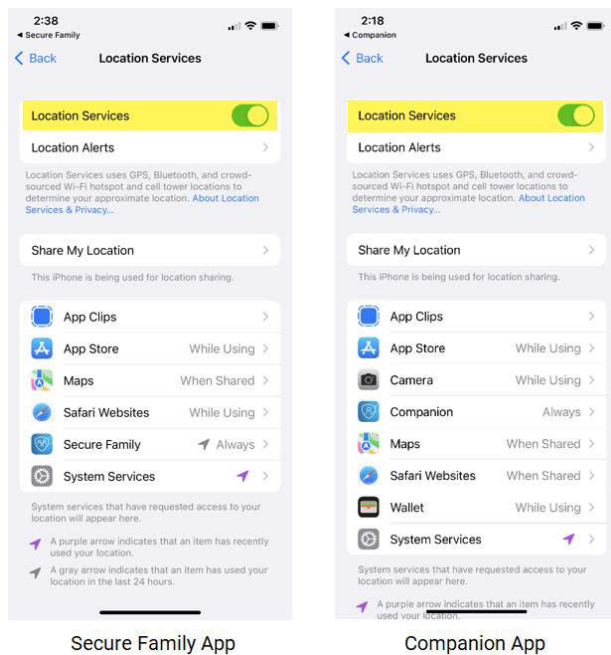 2:38
◀ Secure Family
Back
Location Services
Location Services
Location Alerts
Location Services uses GPS, Bluetooth, and crowd-
sourced Wi-Fi hotspot and cell tower locations to
determine your approximate location. About Location
Services & Privacy...
Share My Location
This iPhone is being used for location sharing.
App Clips
App Store While Using
Maps When Shared
Safari Websites While Using
Secure Family Always
System Services
System services that have requested access to your
location will appear here.
A purple arrow indicates that an item has recently
used your location.
A gray arrow indicates that an item has used your
location in the last 24 hours.
Secure Family App
2:18
◀ Companion
Back
Location Services
Location Services
Location Alerts
Location Services uses GPS, Bluetooth, and crowd-
sourced Wi-Fi hotspot and cell tower locations to
determine your approximate location. About Location
Services & Privacy...
Share My Location
This iPhone is being used for location sharing.
App Clips
App Store While Using
Camera While Using
Companion Always
Maps When Shared
Safari Websites When Shared
Wallet While Using
System Services
System services that have requested access to your
location will appear here.
A purple arrow indicates that an item has recently
used your location.
Companion App